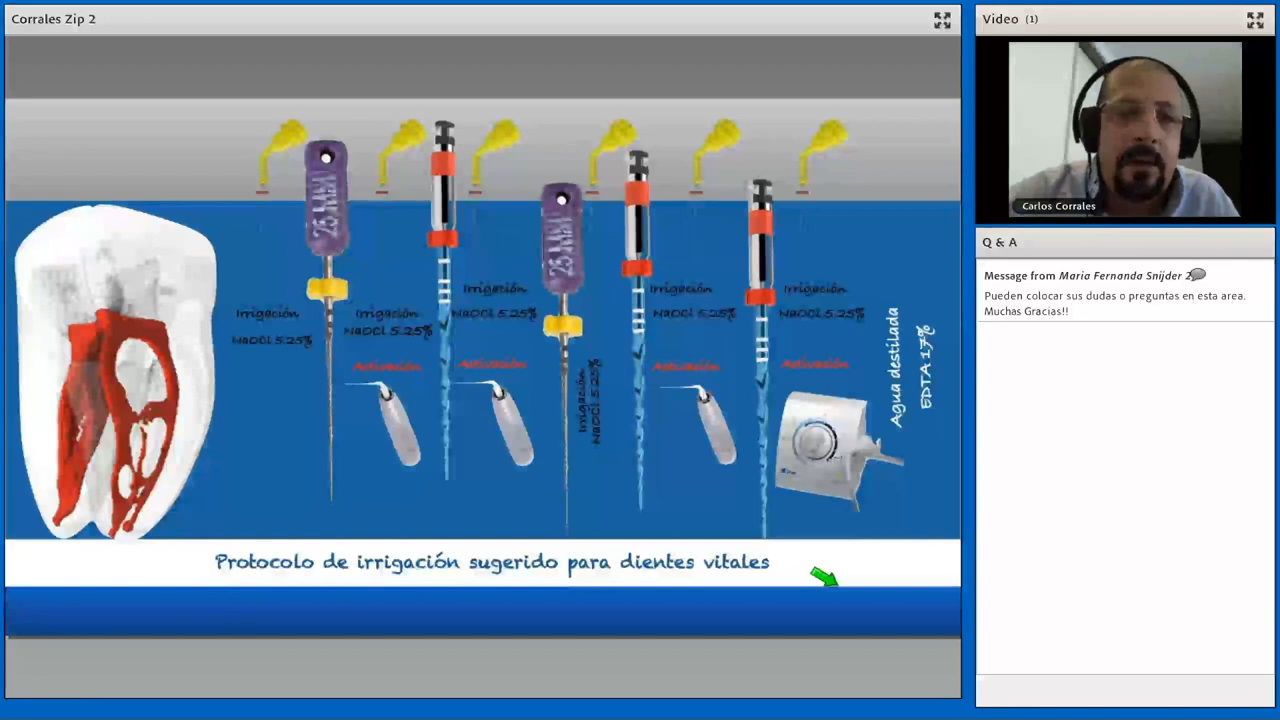 Corrales Zip 2
Video (1)
Carlos Corrales
Q & A
Message from Maria Fernanda Snijder 2
Pueden colocar sus dudas o preguntas en esta area.
Muchas Gracias!!
25 MM
25 MM
Irrigación
NaOCl 5.25%
Irrigación
NaOCl 5.25%
Irrigación
NaOCl 5.25%
Irrigación
NaOCl 5.25%
Irrigación
NaOCl 5.25%
Irrigación
NaOCl 5.25%
Activación
Activación
Activación
Activación
Agua destilada
EDTA 17%
Protocolo de irrigación sugerido para dientes vitales